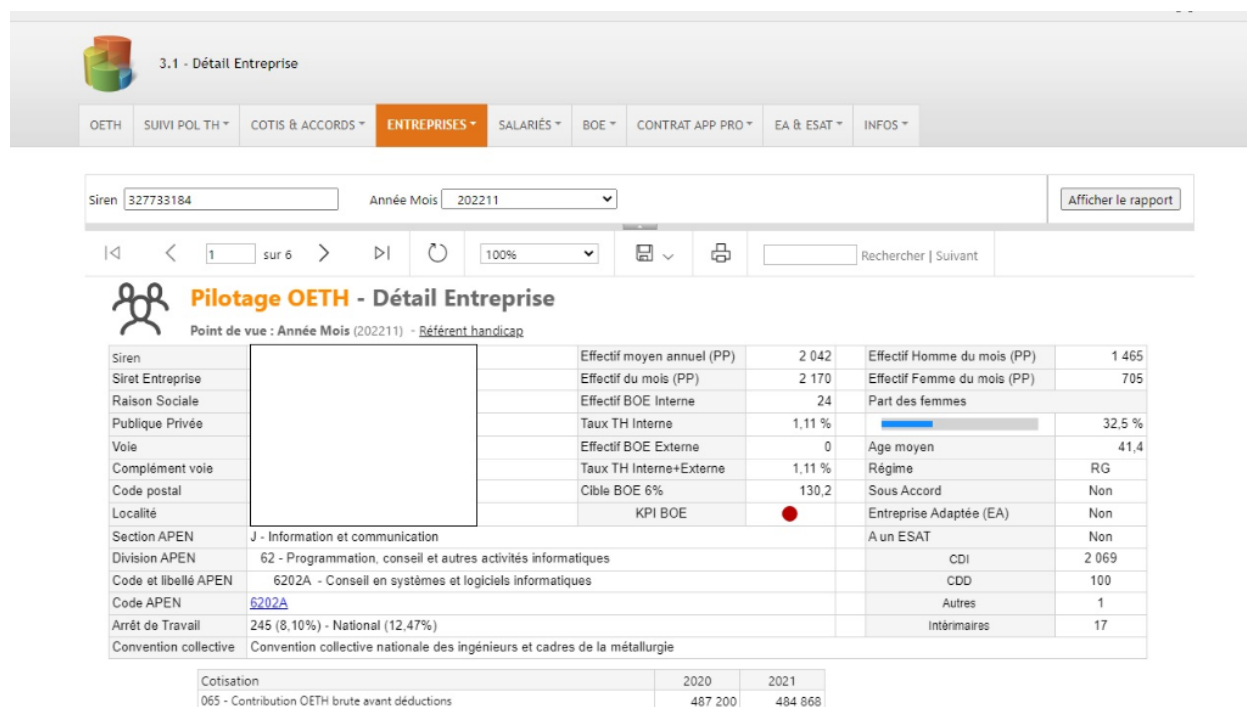 3.1 - Détail Entreprise
OETH SUIVI POL TH COTIS & ACCORDS ENTREPRISES SALARIÉS BOE CONTRAT APP PRO EA & ESAT INFOS
Siren 327733184 Année Mois 202211 Afficher le rapport
1 sur 6 100% Rechercher | Suivant
Pilotage OETH - Détail Entreprise
Point de vue : Année Mois (202211) - Référent handicap
Siren Effectif moyen annuel (PP) 2 042 Effectif Homme du mois (PP) 1 465
Siret Entreprise Effectif du mois (PP) 2 170 Effectif Femme du mois (PP) 705
Raison Sociale Effectif BOE Interne 24 Part des femmes
Publique Privée Taux TH Interne 1,11 % 32,5 %
Voie Effectif BOE Externe 0 Age moyen 41,4
Complément voie Taux TH Interne+Externe 1,11 % Régime RG
Code postal Cible BOE 6% 130,2 Sous Accord Non
Localité KPI BOE Entreprise Adaptée (EA) Non
Section APEN J - Information et communication A un ESAT Non
Division APEN 62 - Programmation, conseil et autres activités informatiques CDI 2 069
Code et libellé APEN 6202A - Conseil en systèmes et logiciels informatiques CDD 100
Code APEN 6202A Autres 1
Arrêt de Travail 245 (8,10%) - National (12,47%) Intérimaires 17
Convention collective Convention collective nationale des ingénieurs et cadres de la métallurgie
Cotisation 2020 2021
065 - Contribution OETH brute avant déductions 487 200 484 868